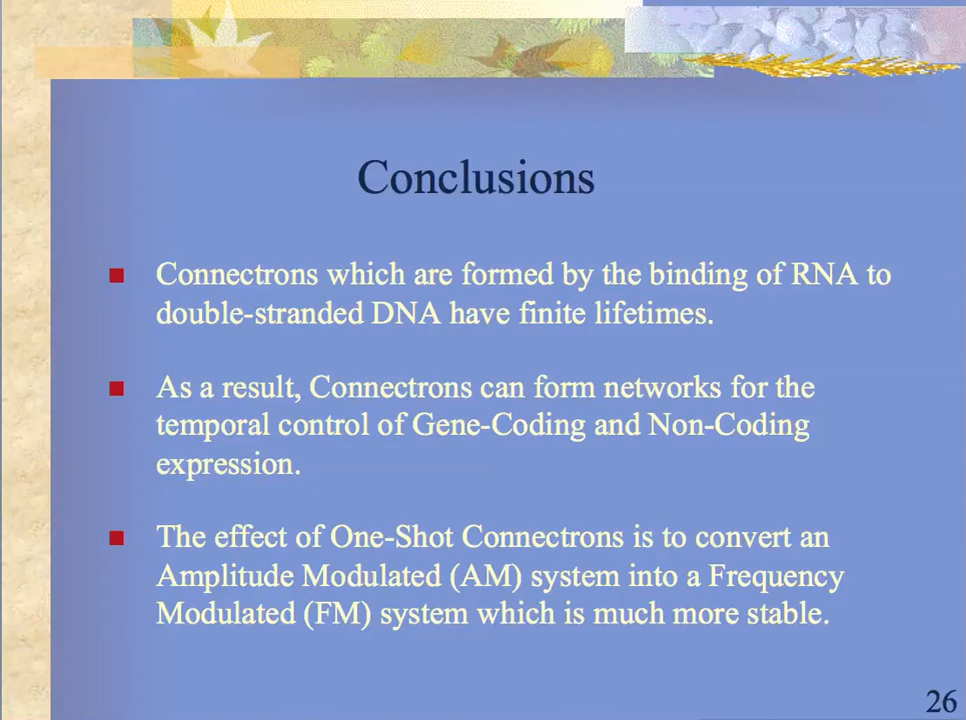 Conclusions
Connectrons which are formed by the binding of RNA to
double-stranded DNA have finite lifetimes.
As a result, Connectrons can form networks for the
temporal control of Gene-Coding and Non-Coding
expression.
The effect of One-Shot Connectrons is to convert an
Amplitude Modulated (AM) system into a Frequency
Modulated (FM) system which is much more stable.
26